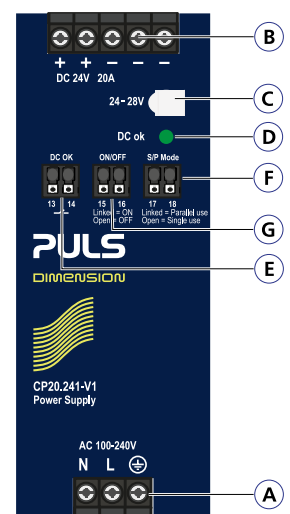 B
+ + – – –
DC 24V 20A
24-28V
C
DC ok
D
DC OK ON/OFF S/P Mode
F
13 14 15 16 17 18
Linked = ON
Open = OFF
Linked = Parallel use
Open = Single use
G
PULS
E
DIMENSION
CP20.241-V1
Power Supply
AC 100-240V
N L
A